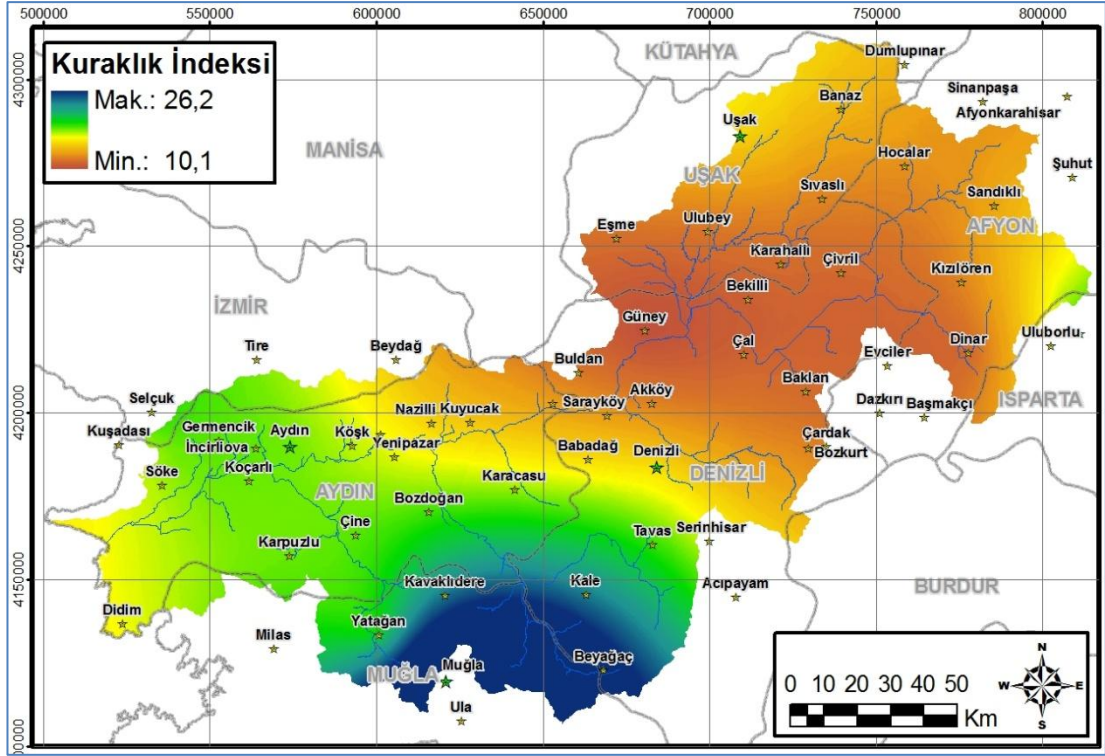 500000 550000 600000 650000 700000 750000 800000
Kuraklık İndeksi
Mak.: 26,2
Min.: 10,1
KÜTAHYA
Dumlupınar
4300000
Sinanpaşa
Banaz
Afyonkarahisar
Uşak
MANİSA
Hocalar
Şuhut
UŞAK
Sıvaslı
Sandıklı
Eşme
Ulubey
AFYON
4250000
Karahallı
Çivril
Kızılören
Bekilli
İZMİR
Güney
Tire
Beydağ
Buldan
Çal
Evciler
Dinar
Uluborlu
Baklan
Selçuk
Akköy
ISPARTA
4200000
Nazilli
Kuyucak
Sarayköy
Dazkırı
Başmakçı
Kuşadası
Germencik
Aydın
Köşk
İncirliova
Yenipazar
Babadağ
Denizli
Çardak
Bozkurt
Söke
Koçarlı
DENİZLİ
AYDIN
Karacasu
Bozdoğan
Çine
Tavas
Serinhisar
Karpuzlu
4150000
Kavaklıdere
Kale
Acıpayam
BURDUR
Didim
Milas
Yatağan
MUĞLA
Muğla
Beyağaç
Ula
N
W
E
S
0 10 20 30 40 50
Km